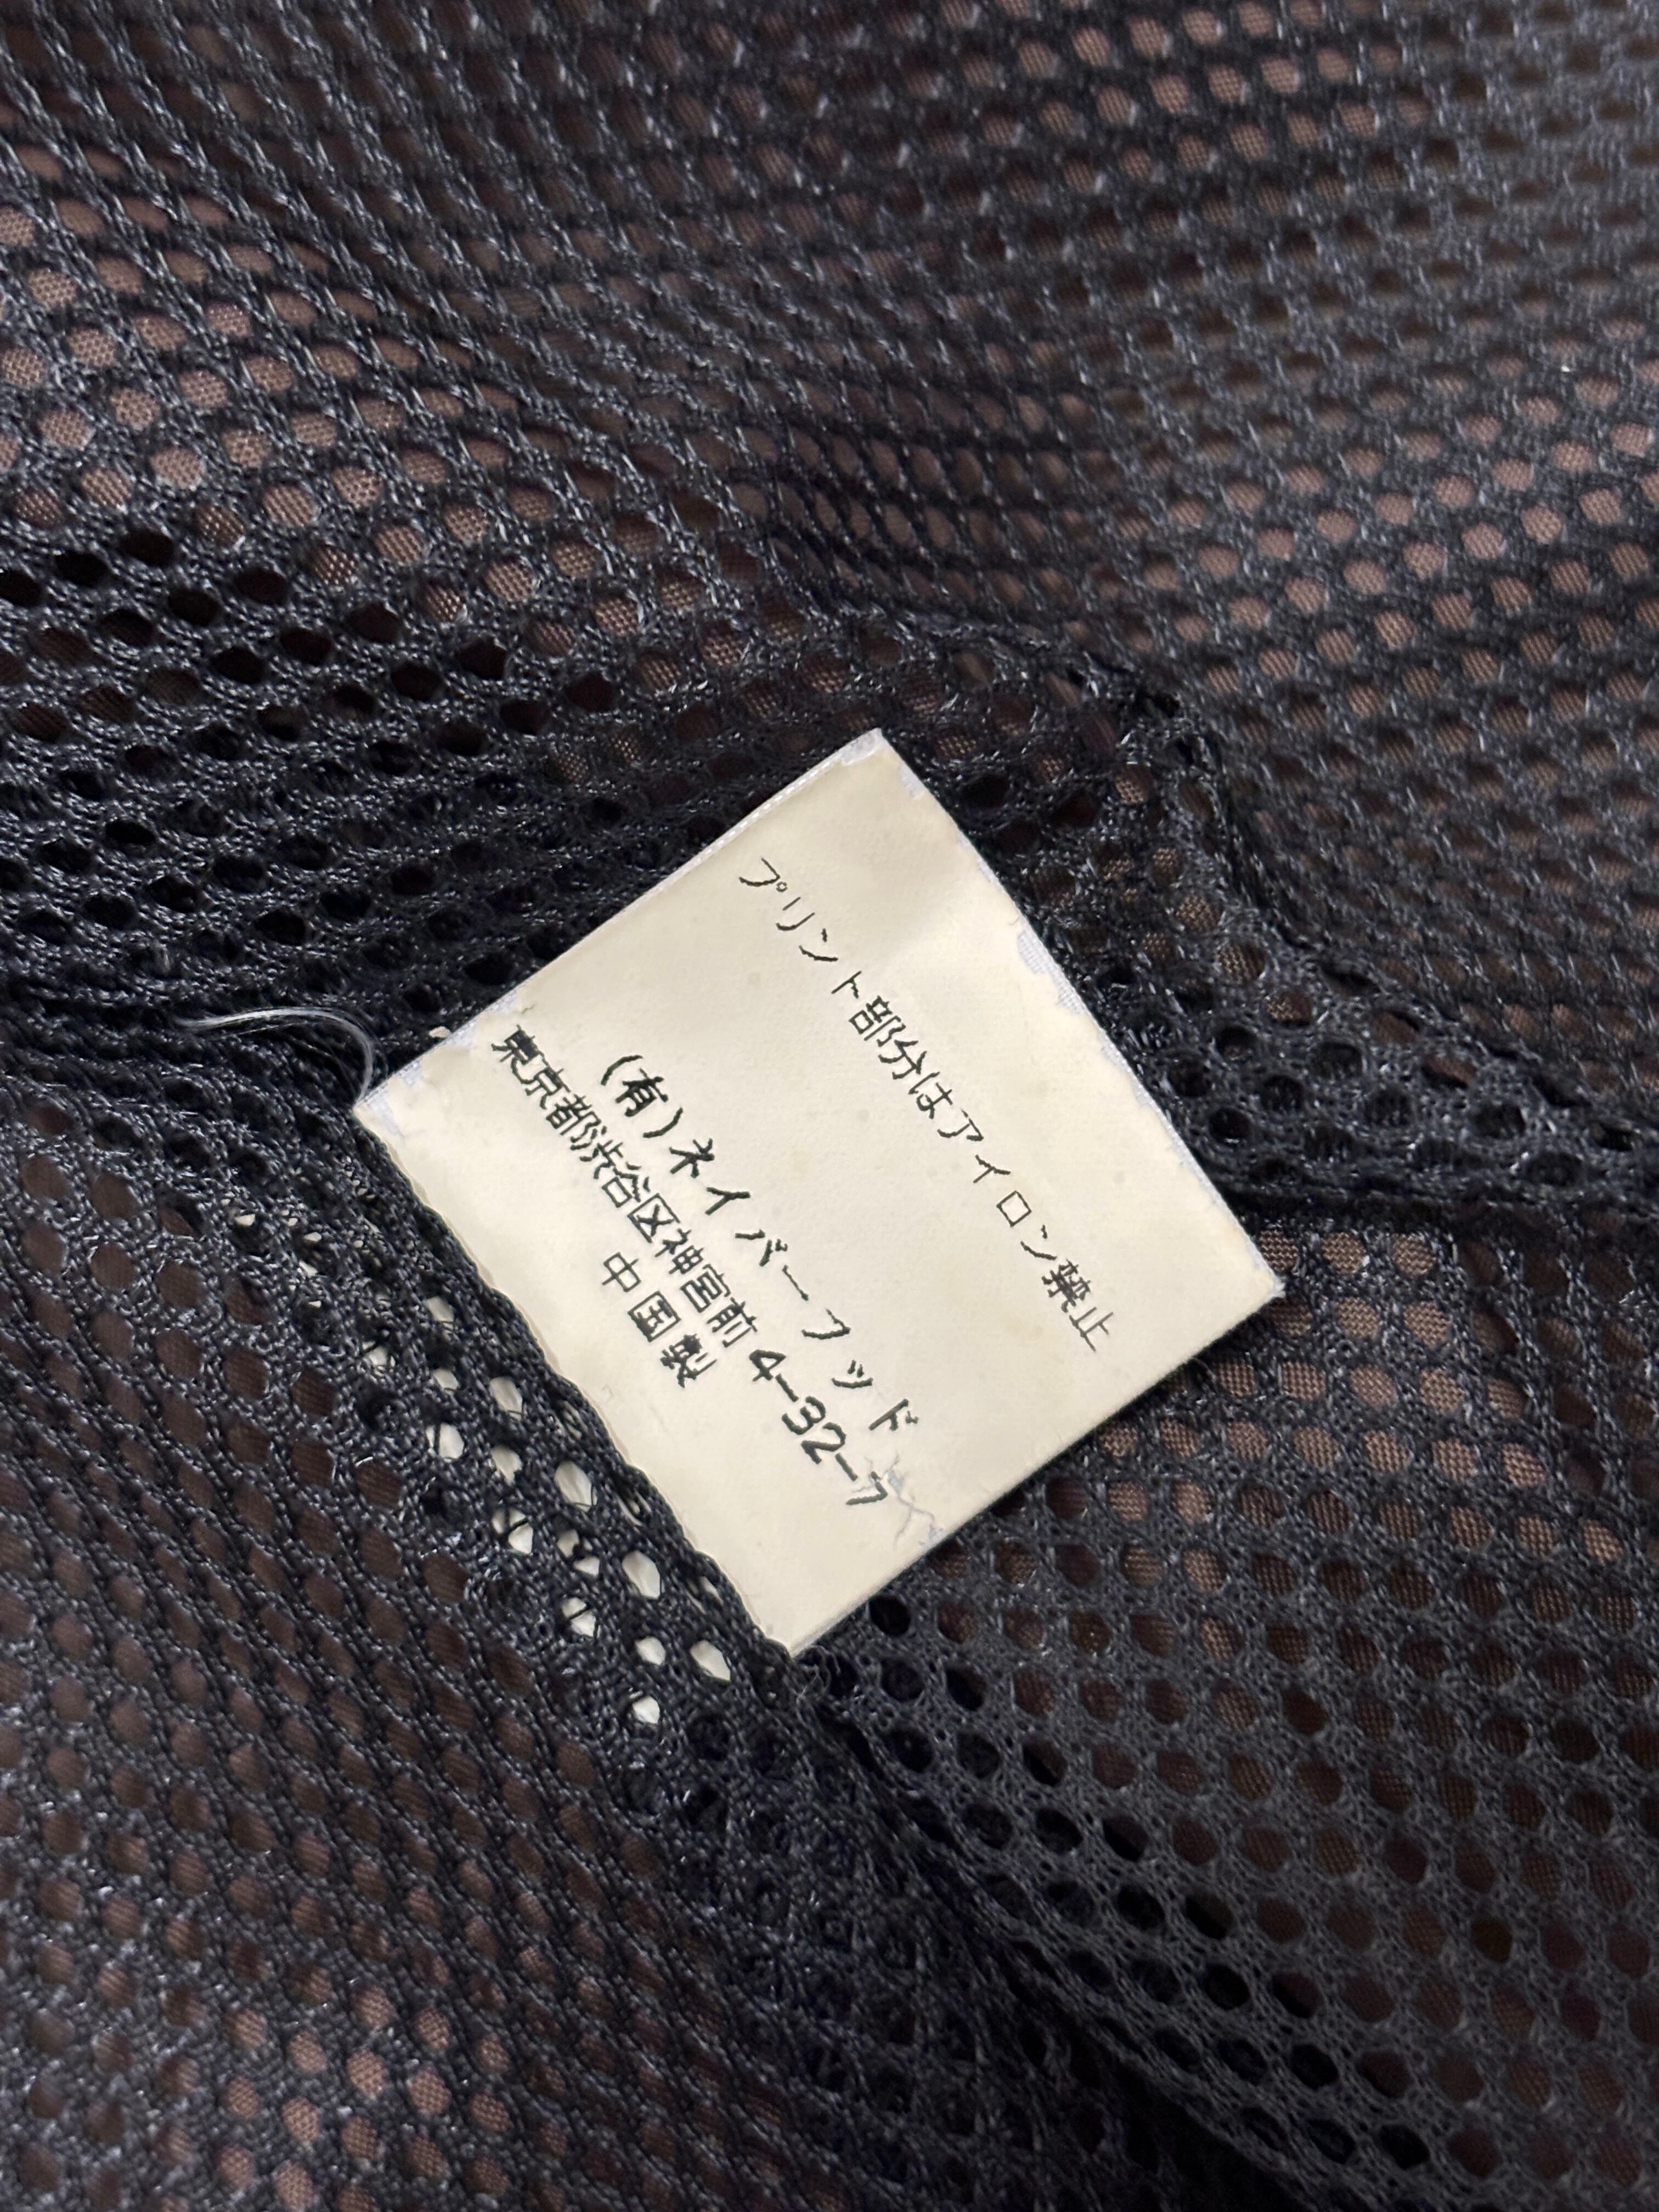 プリント部分はアイロン禁止
(有)ネイバーフッド
東京都渋谷区神宮前4-32-7
中国製